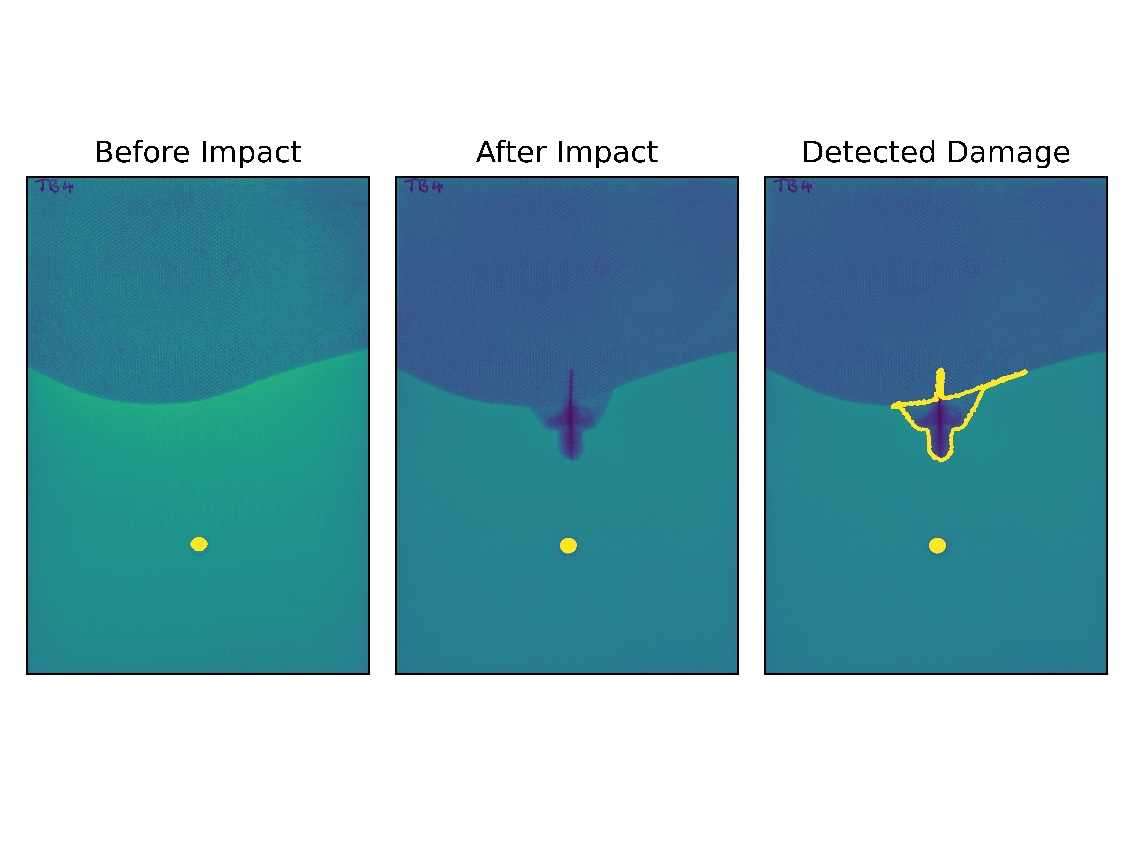 Before Impact
After Impact
Detected Damage
TB4
TB4
TB4